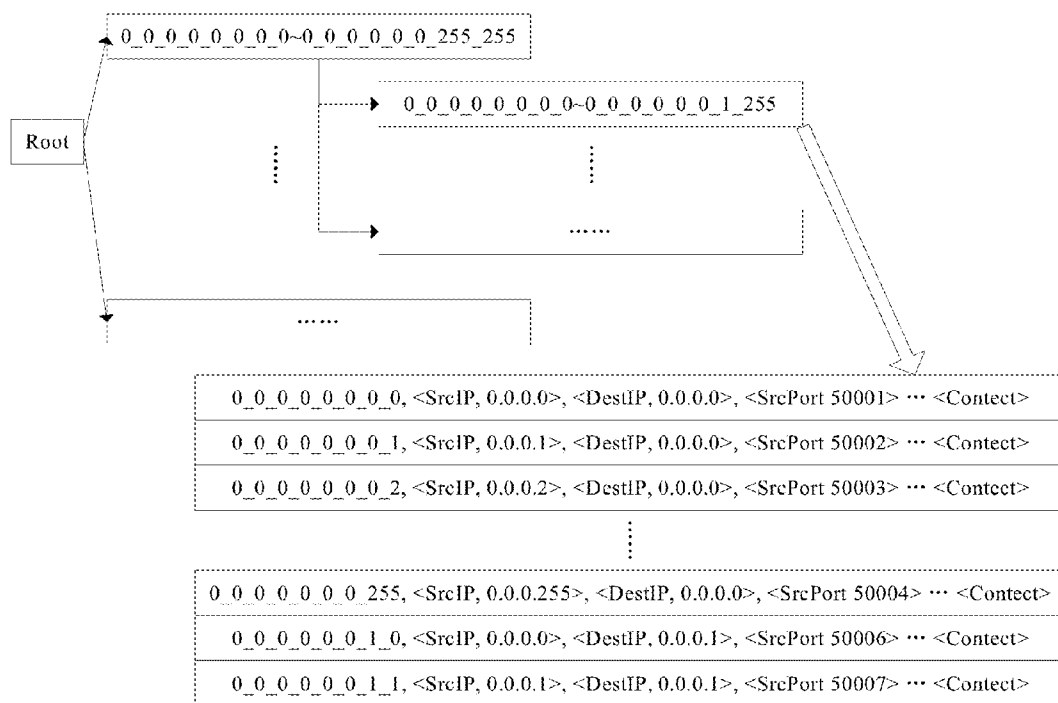 0_0_0_0_0_0_0_0~0_0_0_0_0_0_255_255
0_0_0_0_0_0_0_0~0_0_0_0_0_0_1_255
Root
……
……
0_0_0_0_0_0_0_0, <SrcIP, 0.0.0.0>, <DestIP, 0.0.0.0>, <SrcPort 50001> … <Contect>
0_0_0_0_0_0_0_1, <SrcIP, 0.0.0.1>, <DestIP, 0.0.0.0>, <SrcPort 50002> … <Contect>
0_0_0_0_0_0_0_2, <SrcIP, 0.0.0.2>, <DestIP, 0.0.0.0>, <SrcPort 50003> … <Contect>
0_0_0_0_0_0_0_255, <SrcIP, 0.0.0.255>, <DestIP, 0.0.0.0>, <SrcPort 50004> … <Contect>
0_0_0_0_0_0_1_0, <SrcIP, 0.0.0.0>, <DestIP, 0.0.0.1>, <SrcPort 50006> … <Contect>
0_0_0_0_0_0_1_1, <SrcIP, 0.0.0.1>, <DestIP, 0.0.0.1>, <SrcPort 50007> … <Contect>